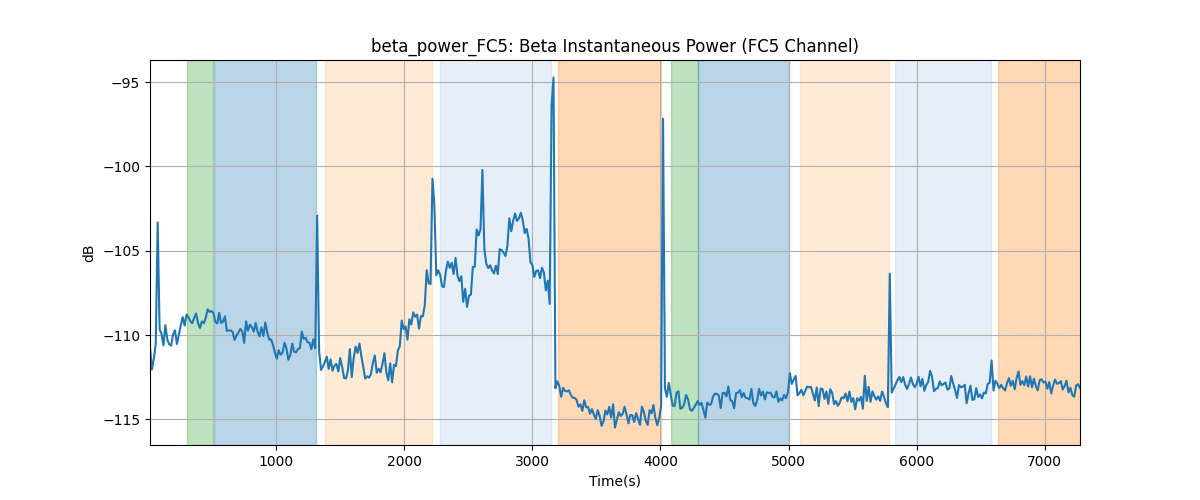 beta_power_FC5: Beta Instantaneous Power (FC5 Channel)
−95
−100
−105
−110
−115
dB
1000 2000 3000 4000 5000 6000 7000
Time(s)